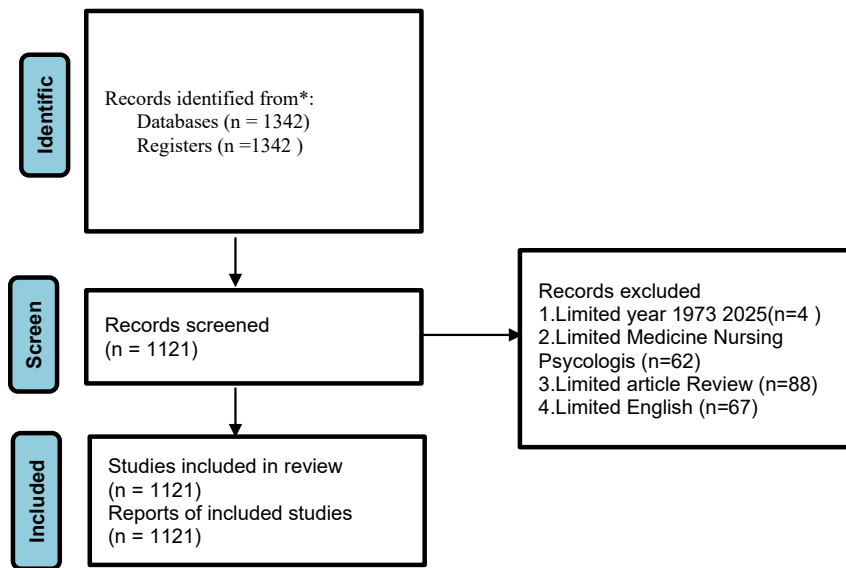 Identific
Records identified from*:
Databases (n = 1342)
Registers (n =1342 )
Screen
Records screened
(n = 1121)
Records excluded
1.Limited year 1973 2025(n=4 )
2.Limited Medicine Nursing
Psycologis (n=62)
3.Limited article Review (n=88)
4.Limited English (n=67)
Included
Studies included in review
(n = 1121)
Reports of included studies
(n = 1121)